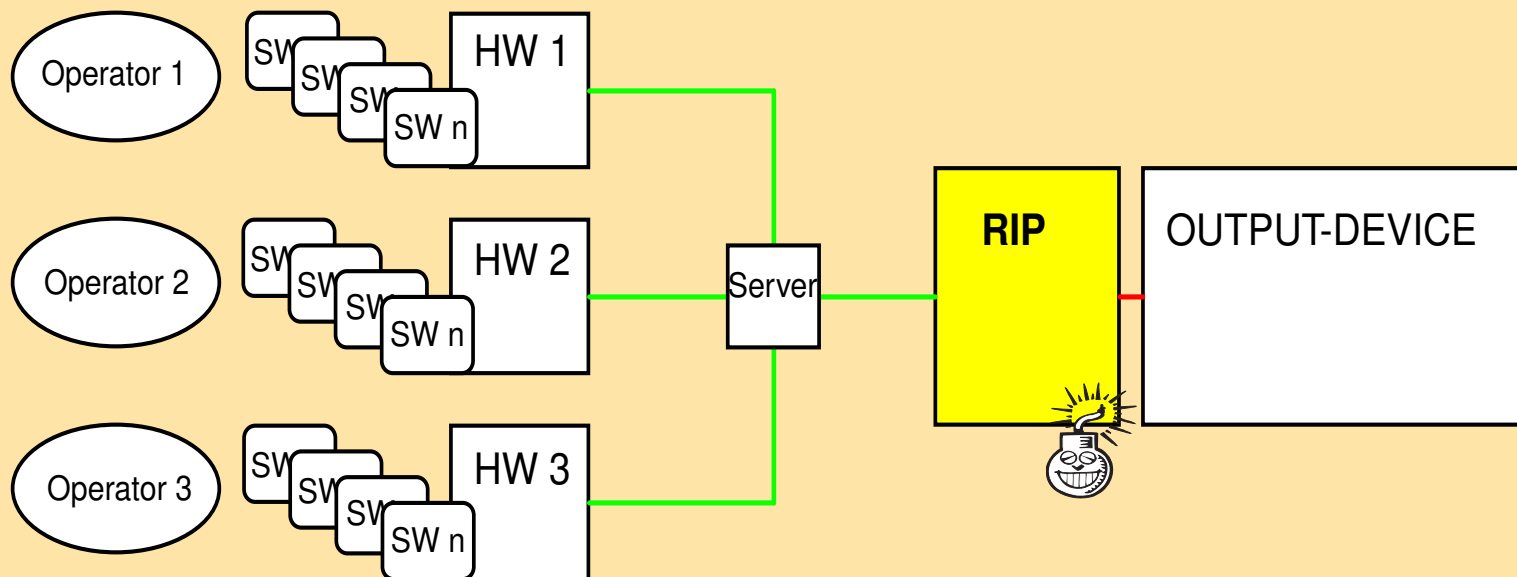 Operator 1
SW
SW
SW
SW n
HW 1
Operator 2
SW
SW
SW
SW n
HW 2
Operator 3
SW
SW
SW
SW n
HW 3
Server
RIP
OUTPUT-DEVICE